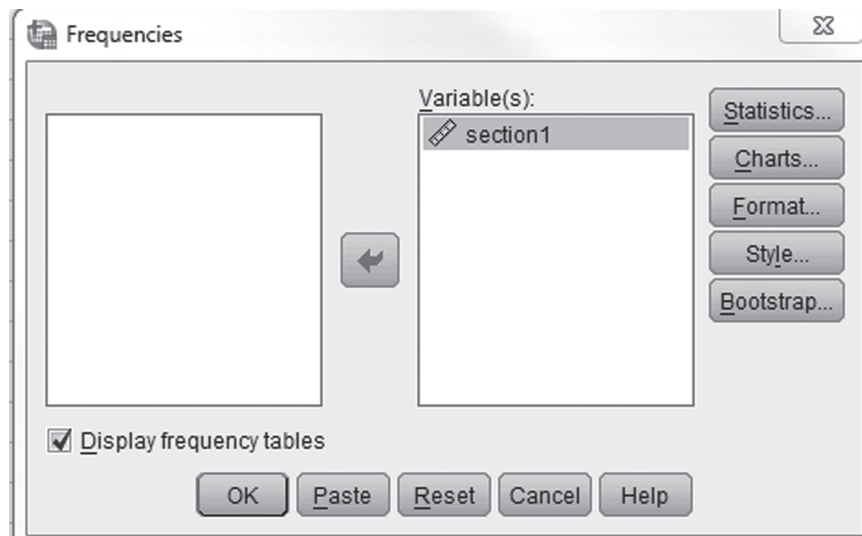 Frequencies
Variable(s):
section1
Statistics...
Charts...
Format...
Style...
Bootstrap...
Display frequency tables
OK
Paste
Reset
Cancel
Help